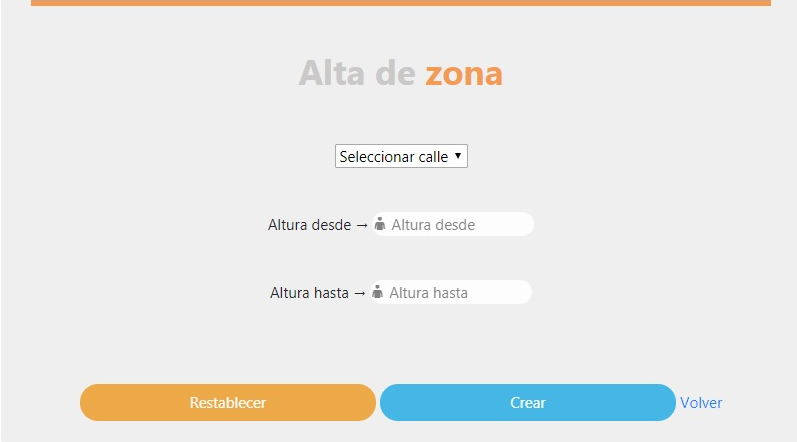 Alta de zona
Seleccionar calle
Altura desde → Altura desde
Altura hasta → Altura hasta
Restablecer Crear Volver